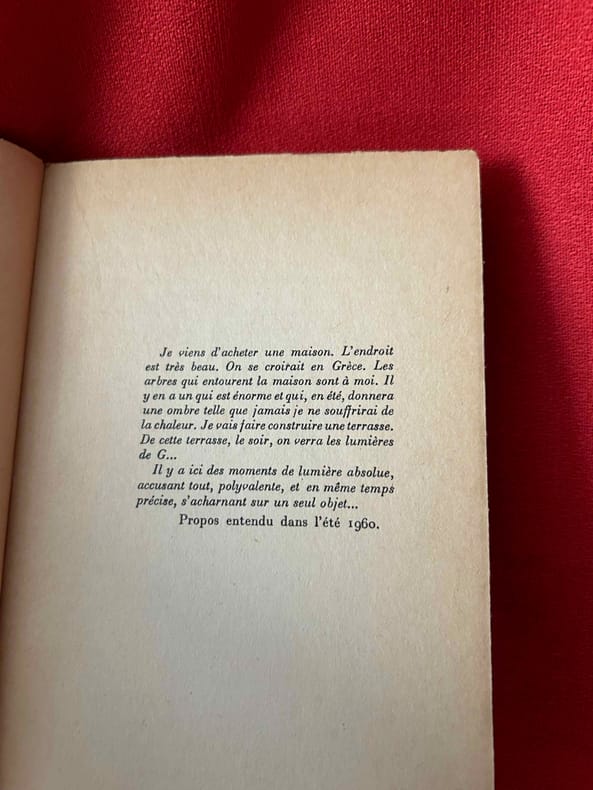 Je viens d'acheter une maison. L'endroit
est très beau. On se croirait en Grèce. Les
arbres qui entourent la maison sont à moi. Il
y en a un qui est énorme et qui, en été, donnera
une ombre telle que jamais je ne souffrirai de
la chaleur. Je vais faire construire une terrasse.
De cette terrasse, le soir, on verra les lumières
de G...
Il y a ici des moments de lumière absolue,
accusant tout, polyvalente, et en même temps
précise, s'acharnant sur un seul objet...
Propos entendu dans l'été 1960.